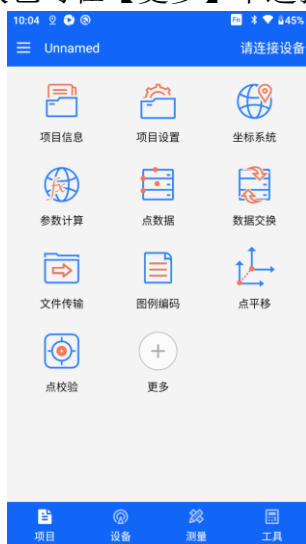 【更多】
10:04 45%
Unnamed 请连接设备
项目信息 项目设置 坐标系统
参数计算 点数据 数据交换
文件传输 图例编码 点平移
点校验 更多
项目 设备 测量 工具